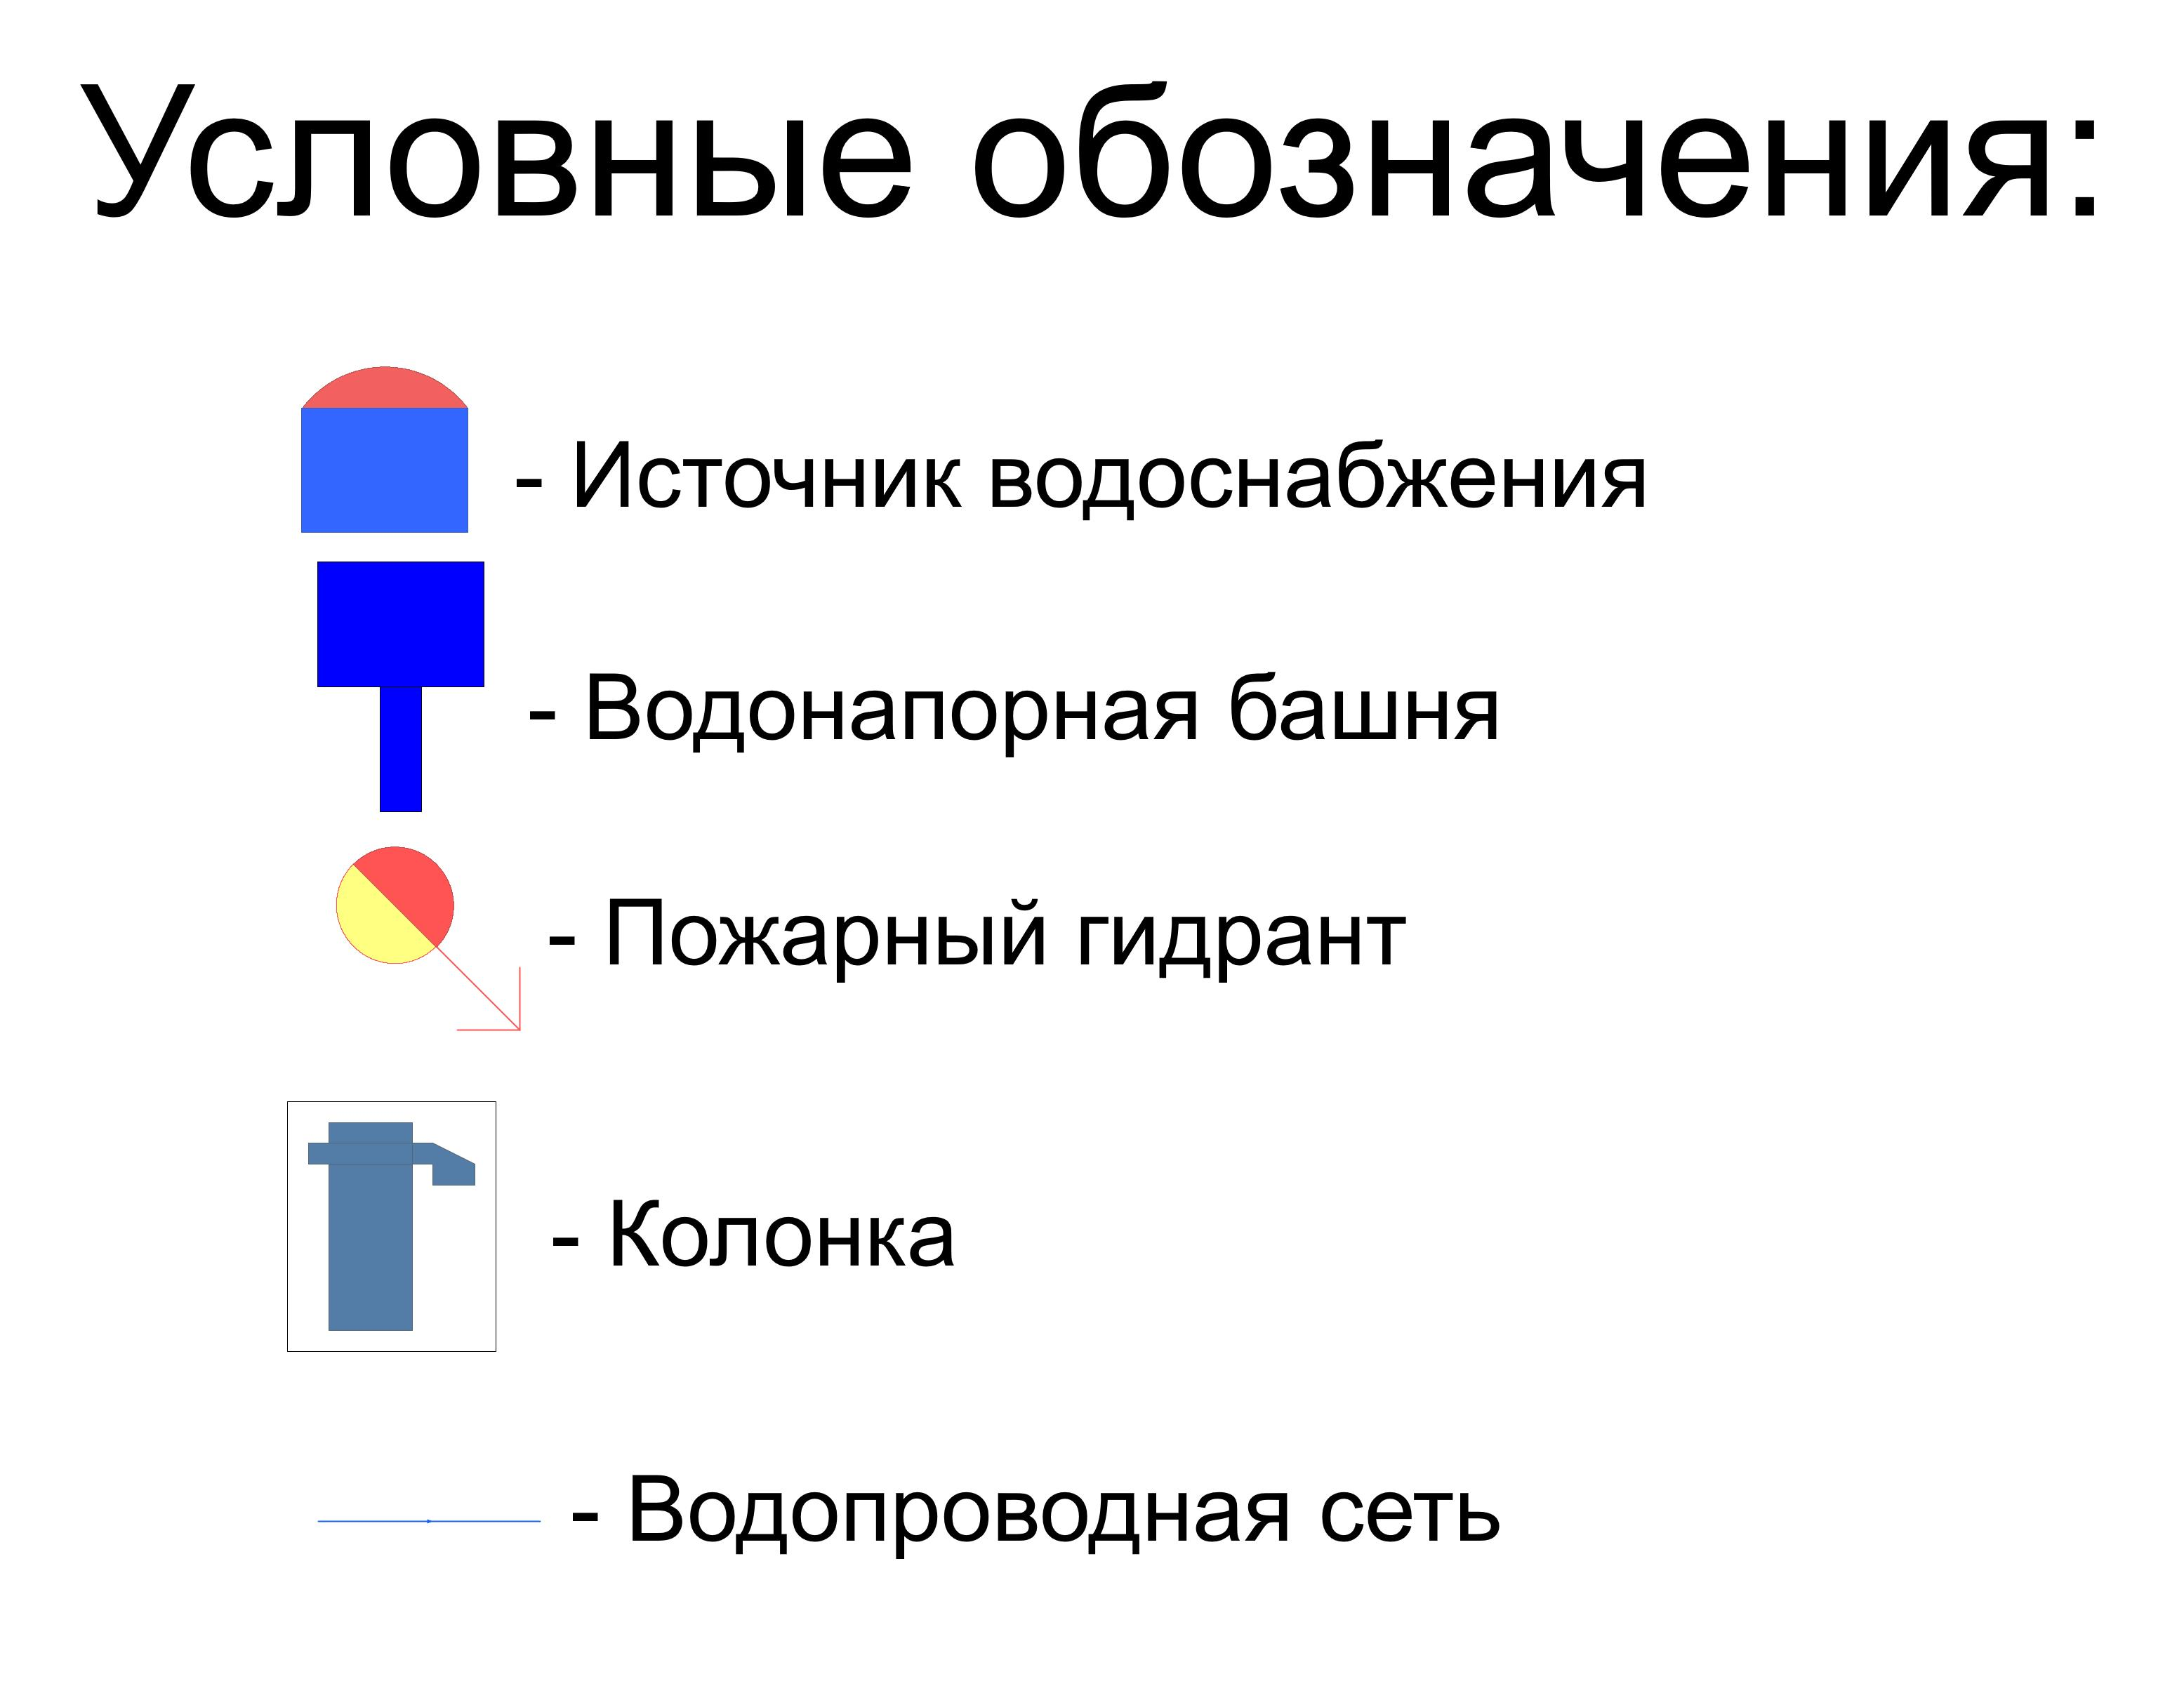 Условные обозначения:
- Источник водоснабжения
- Водонапорная башня
- Пожарный гидрант
- Колонка
- Водопроводная сеть